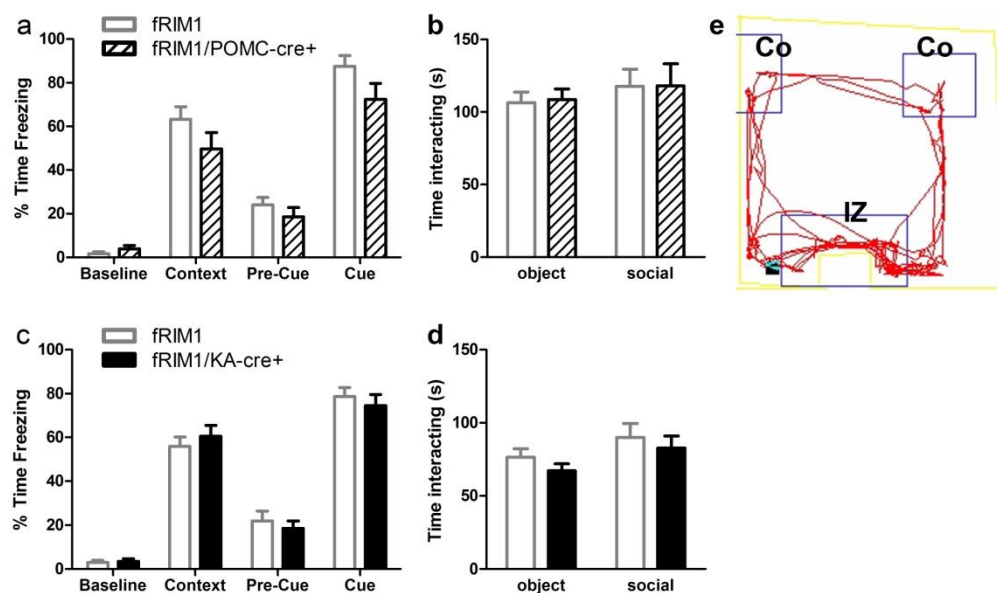 a
fRIM1
fRIM1/POMC-cre+
% Time Freezing
100
80
60
40
20
0
Baseline Context Pre-Cue Cue
b
Time interacting (s)
150
100
50
0
object social
e
Co Co
IZ
c
fRIM1
fRIM1/KA-cre+
% Time Freezing
100
80
60
40
20
0
Baseline Context Pre-Cue Cue
d
Time interacting (s)
150
100
50
0
object social